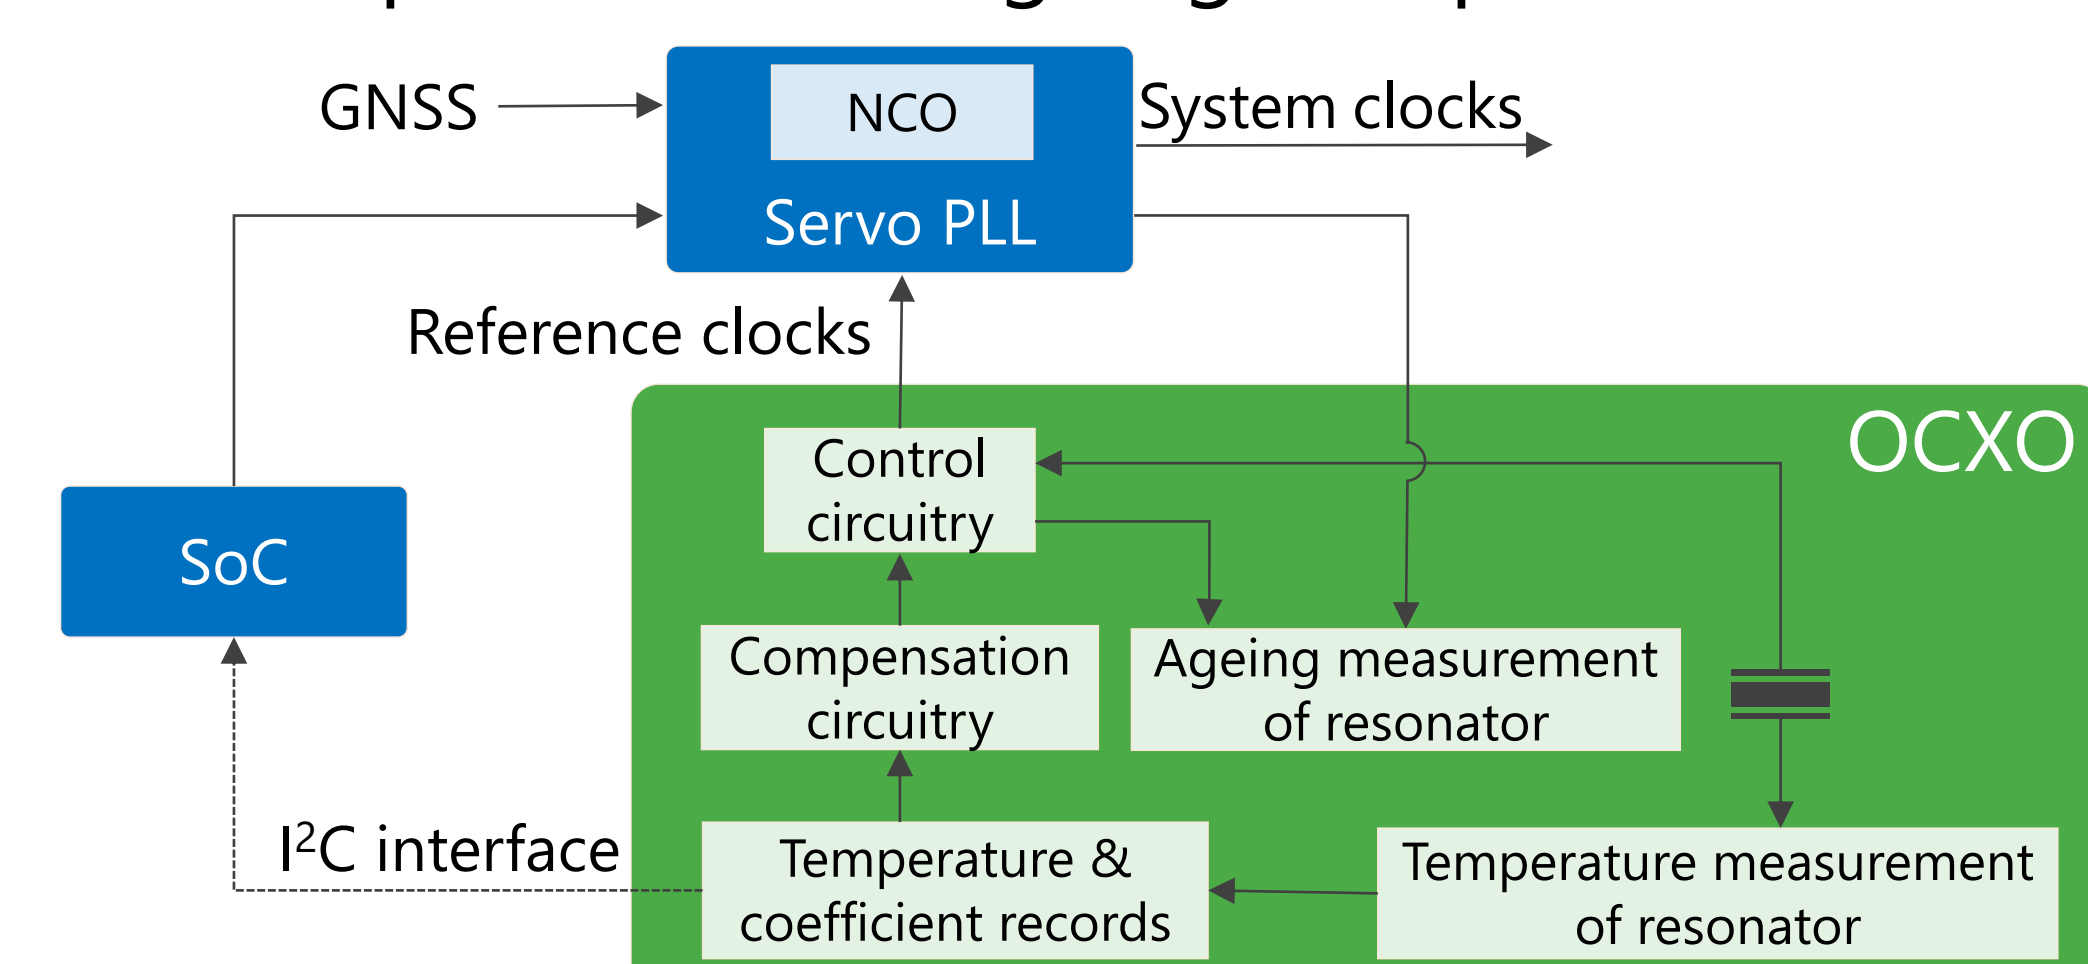 GNSS
NCO
System clocks
Servo PLL
Reference clocks
OCXO
Control
circuitry
SoC
Compensation
circuitry
Ageing measurement
of resonator
I²C interface
Temperature &
coefficient records
Temperature measurement
of resonator